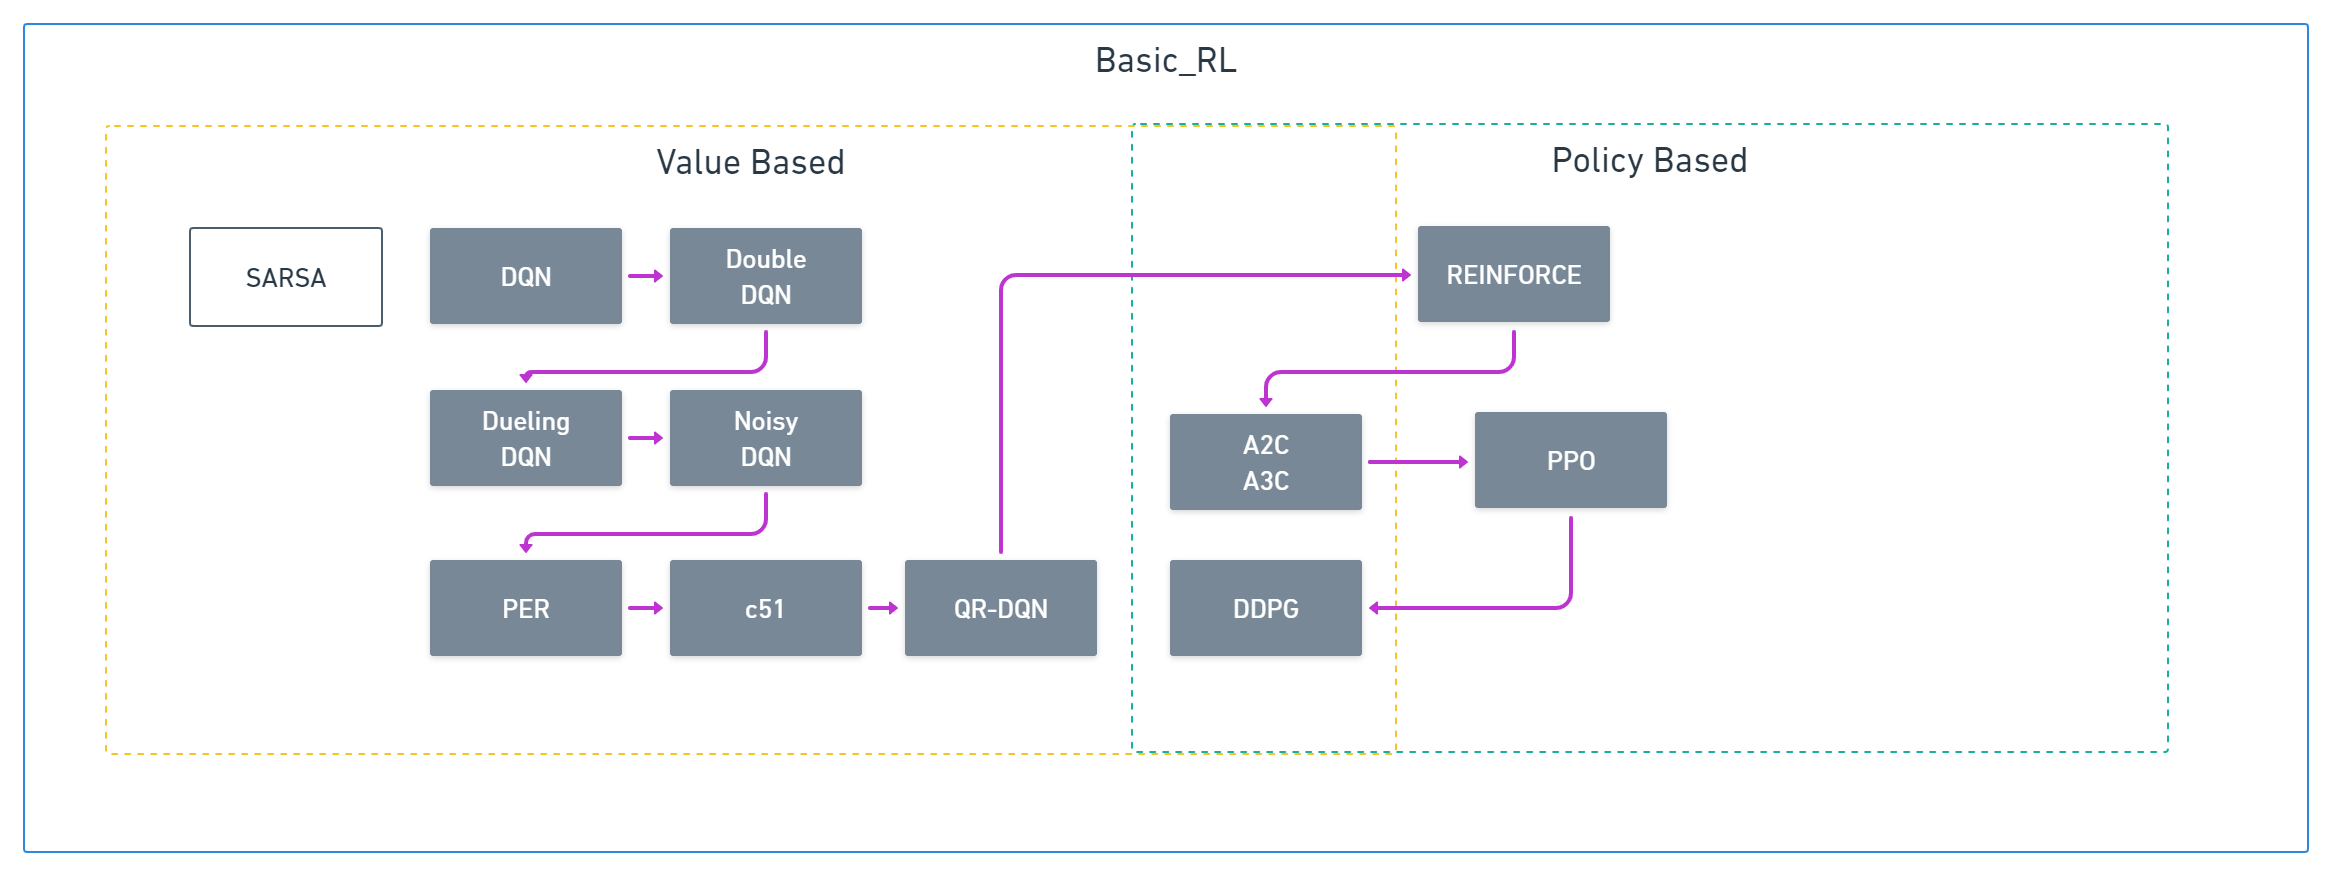 Basic_RL
Value Based
Policy Based
SARSA
DQN
Double
DQN
REINFORCE
Dueling
DQN
Noisy
DQN
A2C
A3C
PPO
PER
c51
QR-DQN
DDPG